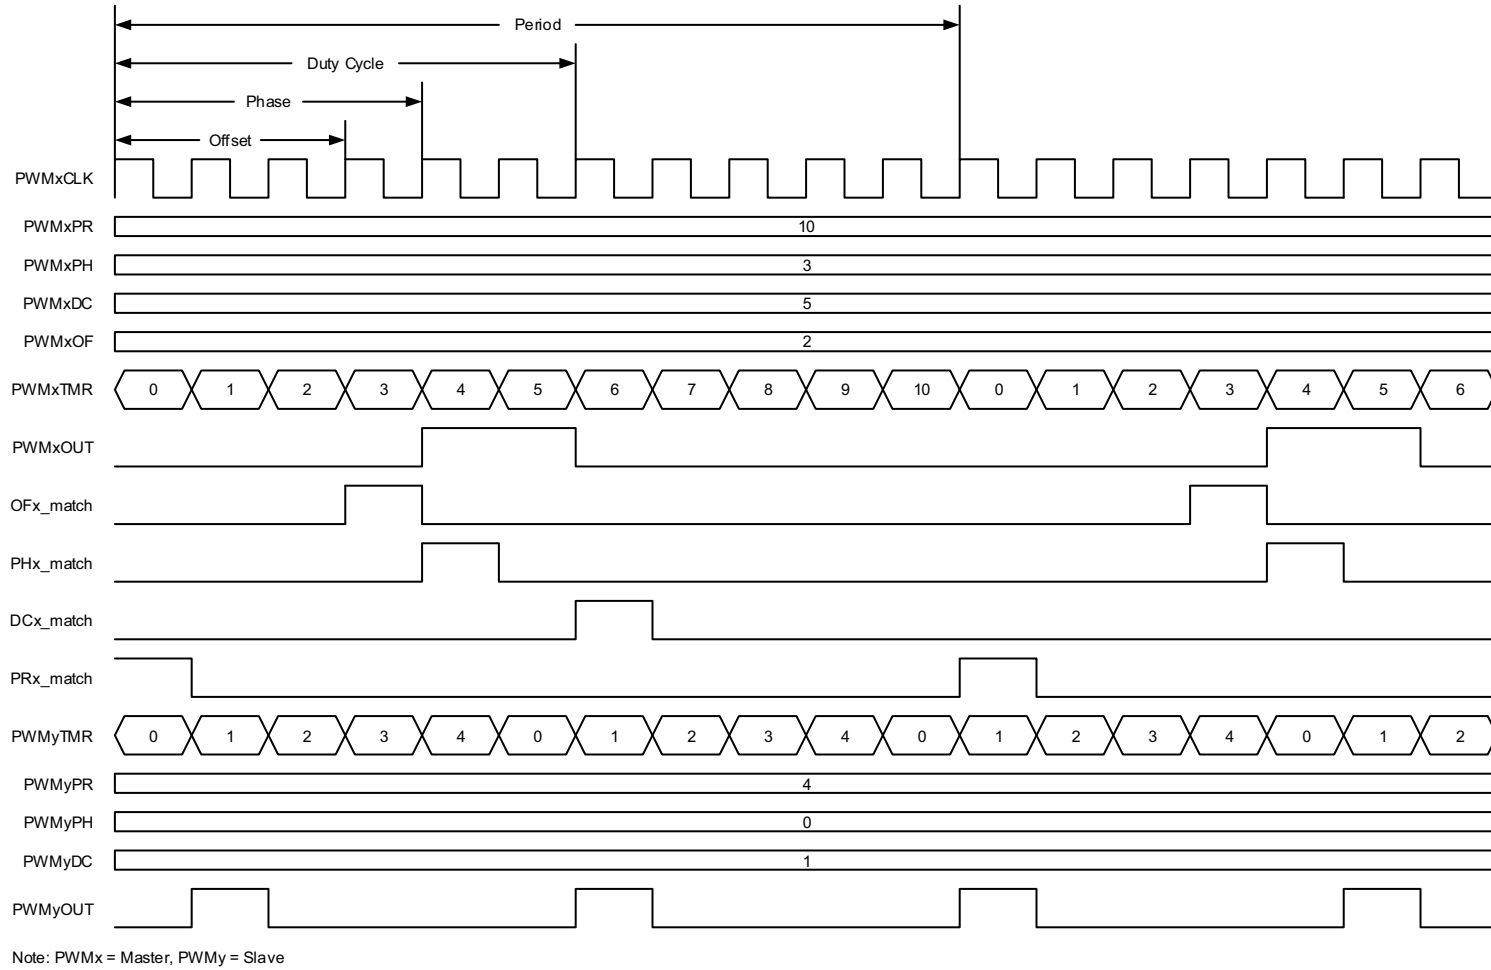 Period
Duty Cycle
Phase
Offset
PWMxCLK
PWMxPR 10
PWMxPH 3
PWMxDC 5
PWMxOF 2
PWMxTMR 0 1 2 3 4 5 6 7 8 9 10 0 1 2 3 4 5 6
PWMxOUT
OFx_match
PHx_match
DCx_match
PRx_match
PWMyTMR 0 1 2 3 4 0 1 2 3 4 0 1 2 3 4 0 1 2
PWMyPR 4
PWMyPH 0
PWMyDC 1
PWMyOUT
Note: PWMx = Master, PWMy = Slave